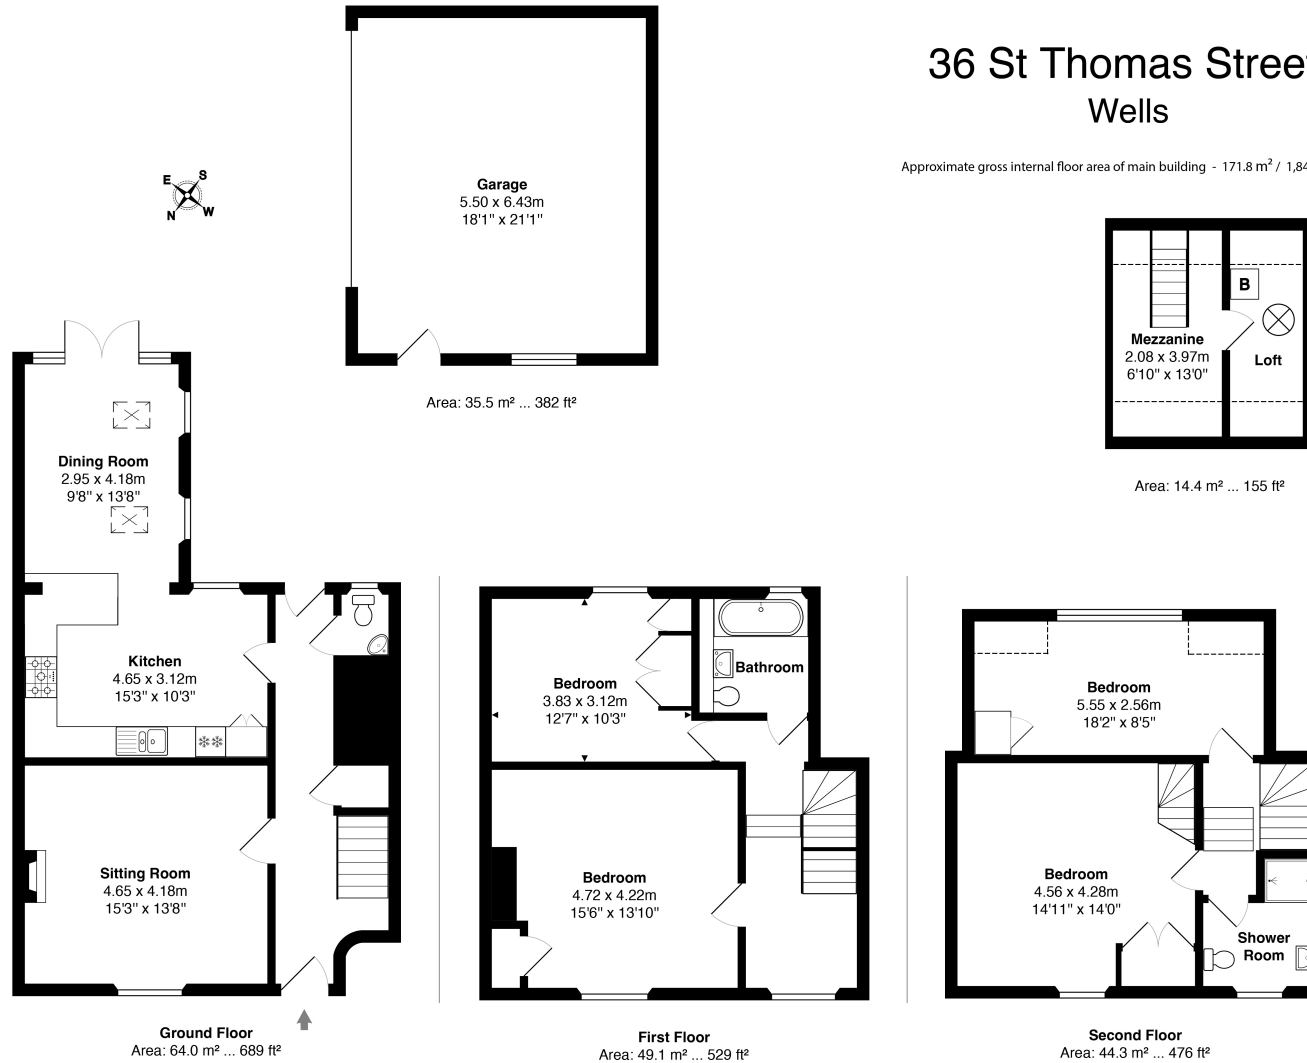 36 St Thomas Stree
Wells
Approximate gross internal floor area of main building - 171.8 m² / 1,84
E
S
N
W
Garage
5.50 x 6.43m
18'1" x 21'1"
Area: 35.5 m² ... 382 ft²
B
Mezzanine
2.08 x 3.97m
6'10" x 13'0"
Loft
Area: 14.4 m² ... 155 ft²
Dining Room
2.95 x 4.18m
9'8" x 13'8"
Kitchen
4.65 x 3.12m
15'3" x 10'3"
Sitting Room
4.65 x 4.18m
15'3" x 13'8"
Ground Floor
Area: 64.0 m² ... 689 ft²
Bathroom
Bedroom
3.83 x 3.12m
12'7" x 10'3"
Bedroom
4.72 x 4.22m
15'6" x 13'10"
First Floor
Area: 49.1 m² ... 529 ft²
Bedroom
5.55 x 2.56m
18'2" x 8'5"
Bedroom
4.56 x 4.28m
14'11" x 14'0"
Shower
Room
Second Floor
Area: 44.3 m² ... 476 ft²